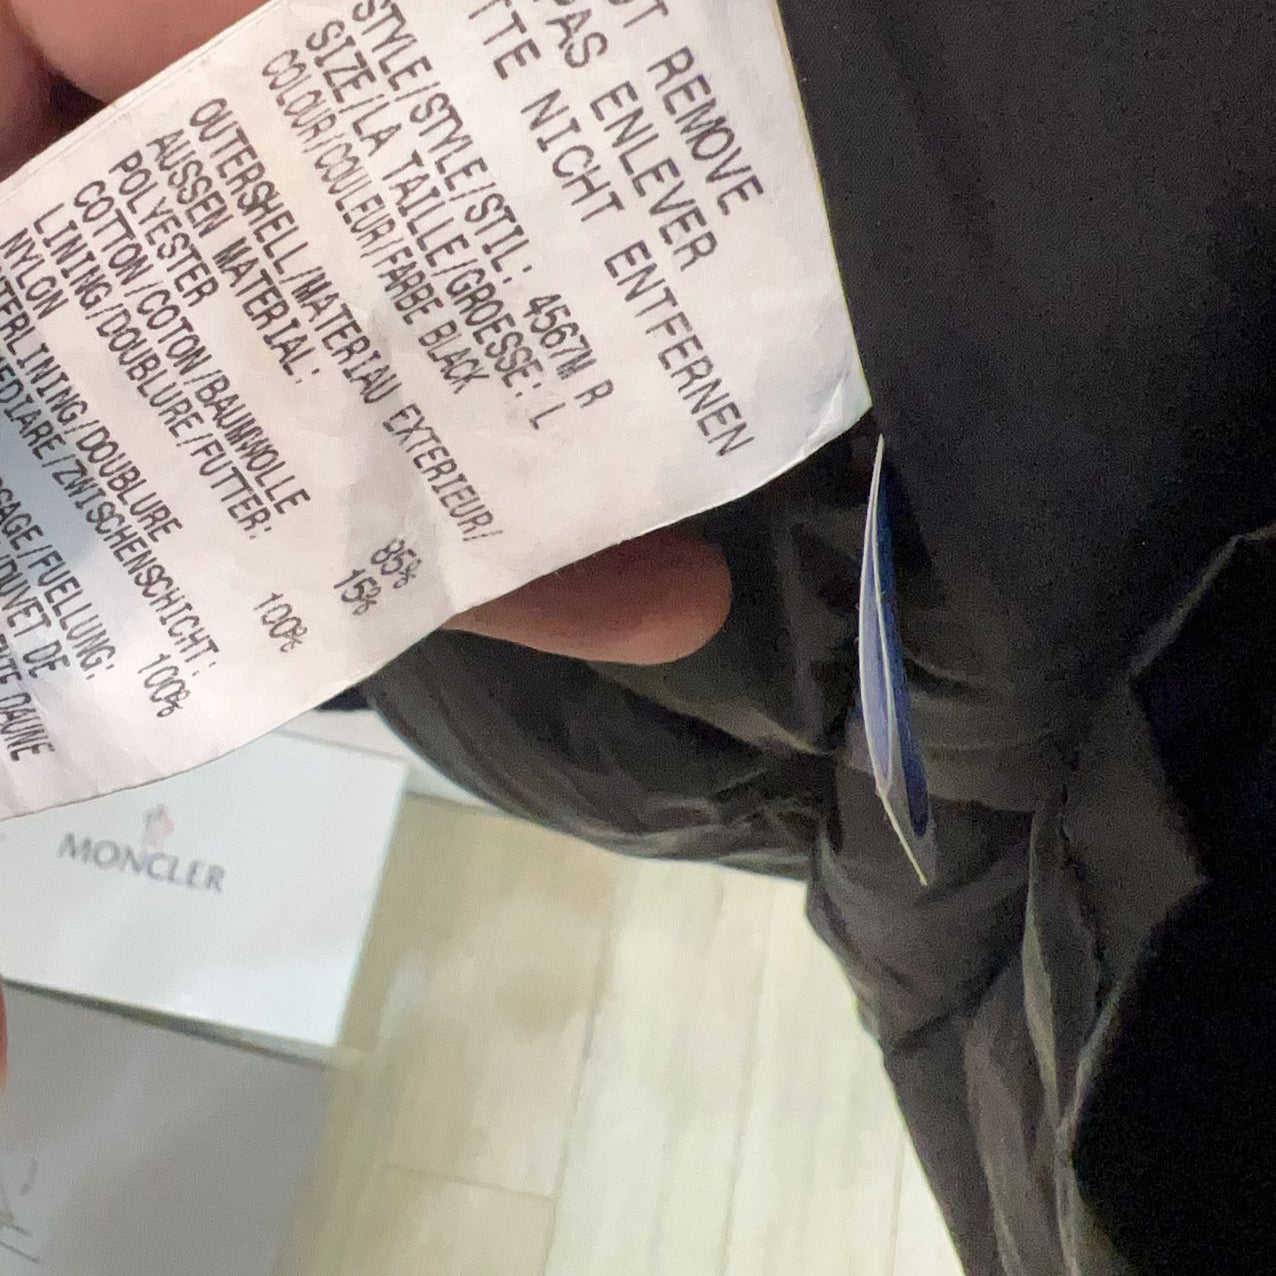 OT REMOVE
PAS ENLEVER
TTE NICHT ENTFERNEN
STYLE/STYLE/STIL: 4567M R
SIZE/LA TAILLE/GROESSE: L
COLOUR/COULEUR/FARBE BLACK
OUTERSHELL/MATERIAU EXTERIEUR/
AUSSEN MATERIAL:
POLYESTER 85%
COTTON/COTON/BAUMWOLLE 15%
LINING/DOUBLURE/FUTTER:
NYLON 100%
TERLINING/DOUBLURE
EDIARE/ZWISCHENSCHICHT:
100%
SAGE/FUELLUNG:
/DUVET DE
DAUNE
MONCLER